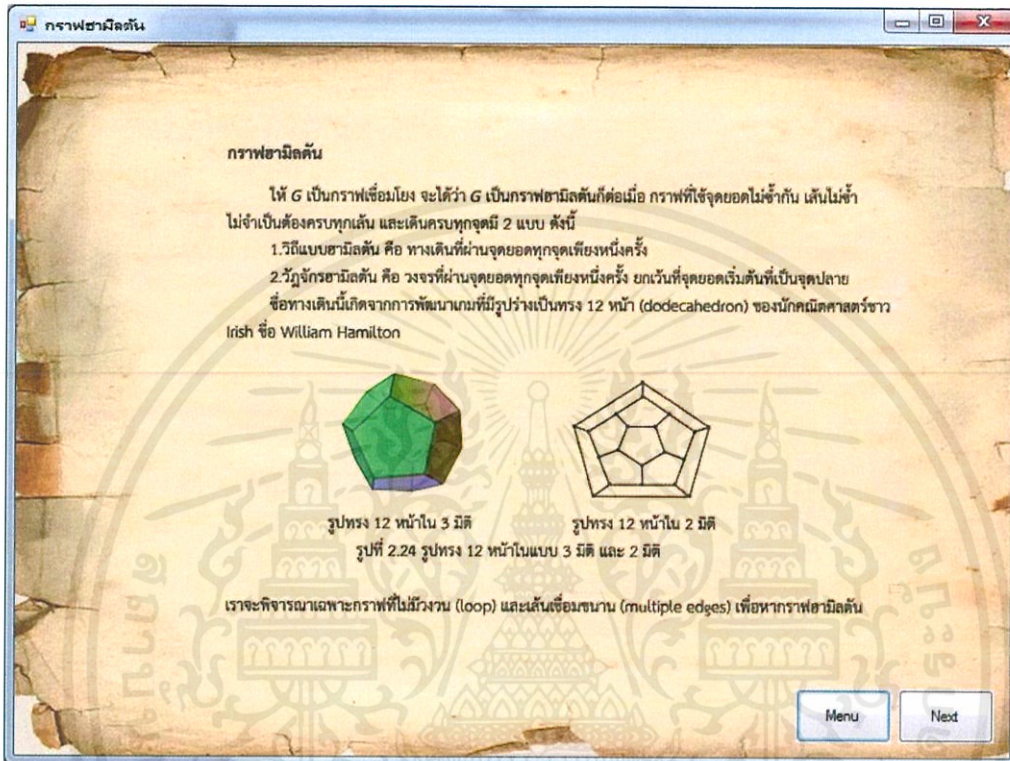 กราฟฮามิลตัน
กราฟฮามิลตัน
ให้ G เป็นกราฟเชื่อมโยง จะได้ว่า G เป็นกราฟฮามิลตันก็ต่อเมื่อ กราฟที่ใช้จุดยอดไม่ซ้ำกัน เส้นไม่ซ้ำ
ไม่จำเป็นต้องครบทุกเส้น และเดินครบทุกจุดมี 2 แบบ ดังนี้
1.วิถีแบบฮามิลตัน คือ ทางเดินที่ผ่านจุดยอดทุกจุดเพียงหนึ่งครั้ง
2.วัฏจักรฮามิลตัน คือ วงจรที่ผ่านจุดยอดทุกจุดเพียงหนึ่งครั้ง ยกเว้นที่จุดยอดเริ่มต้นที่เป็นจุดปลาย
ชื่อทางเดินนี้เกิดจากการพัฒนาเกมที่มีรูปร่างเป็นทรง 12 หน้า (dodecahedron) ของนักคณิตศาสตร์ชาว
Irish ชื่อ William Hamilton
รูปทรง 12 หน้าใน 3 มิติ รูปทรง 12 หน้าใน 2 มิติ
รูปที่ 2.24 รูปทรง 12 หน้าในแบบ 3 มิติ และ 2 มิติ
เราจะพิจารณาเฉพาะกราฟที่ไม่มีวงวน (loop) และเส้นเชื่อมขนาน (multiple edges) เพื่อหากราฟฮามิลตัน
Menu Next